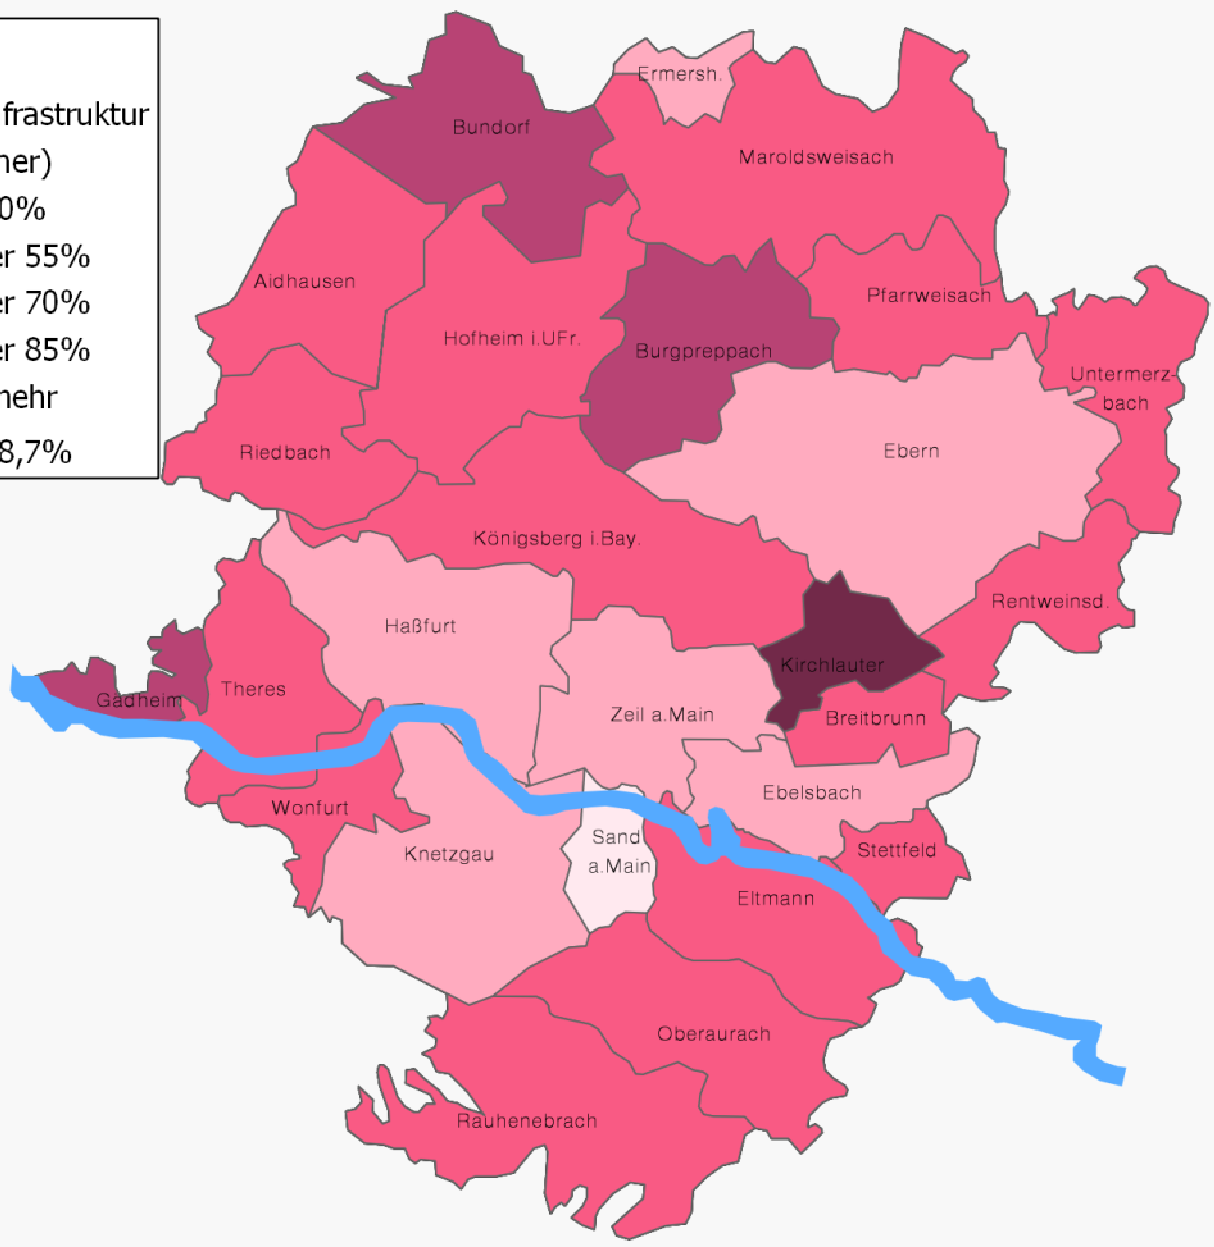 frastruktur
ner)
0%
er 55%
er 70%
er 85%
nehr
8,7%
Ermersh.
Bundorf
Maroldsweisach
Aidhausen
Pfarrweisach
Hofheim i.UFr.
Burgpreppach
Untermerz-
bach
Riedbach
Ebern
Königsberg i.Bay.
Rentweinsd.
Haßfurt
Kirchlauter
Theres
Gädheim
Zeil a.Main
Breitbrunn
Ebelsbach
Wonfurt
Sand
a.Main
Knetzgau
Stettfeld
Eltmann
Oberaurach
Rauhenebrach